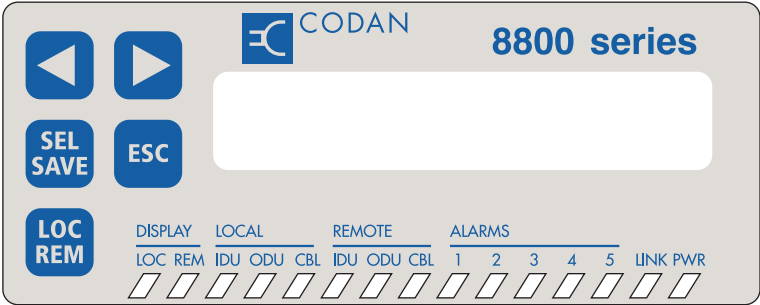 CODAN
8800 series
SEL
SAVE
ESC
LOC
REM
DISPLAY LOCAL REMOTE ALARMS
LOC REM IDU ODU CBL IDU ODU CBL 1 2 3 4 5 LINK PWR